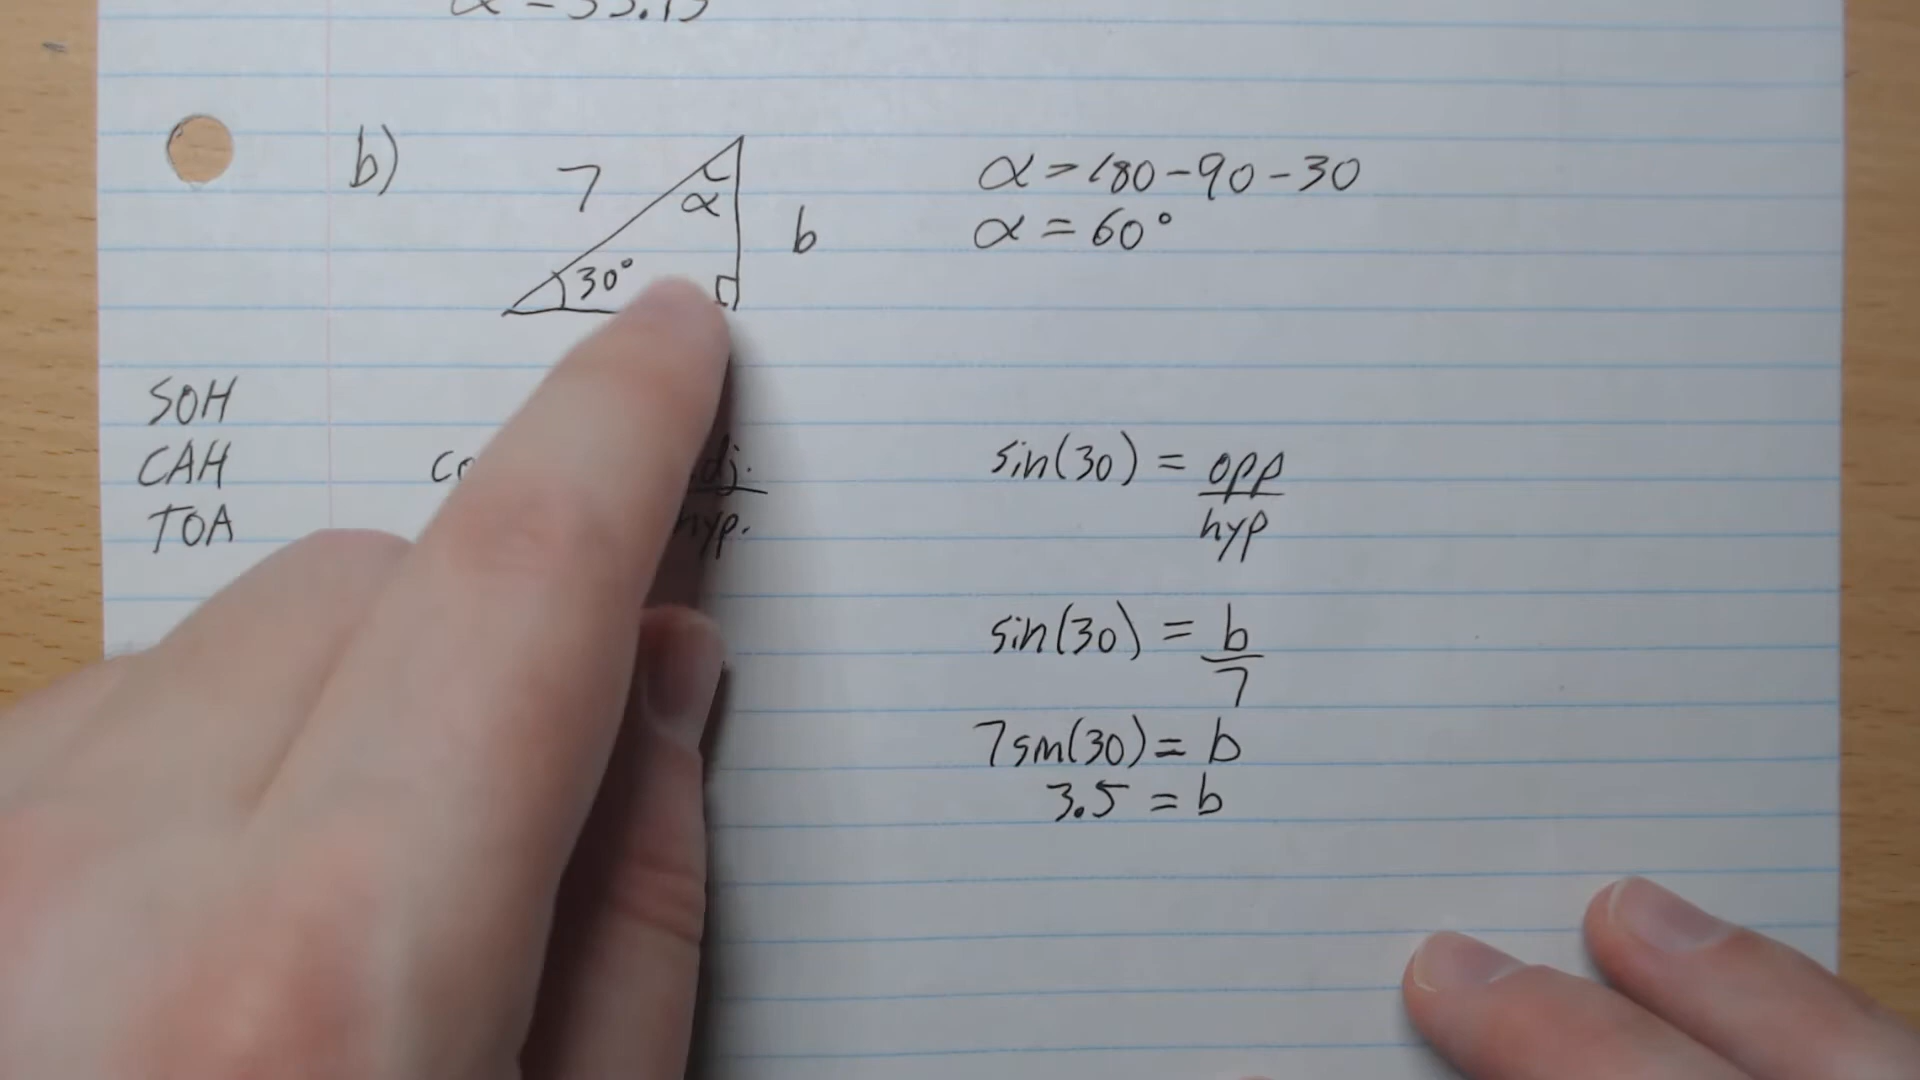 b)
7
α
b
30°
α = 180 - 90 - 30
α = 60°
SOH
CAH
TOA
hyp.
sin(30) = opp
hyp
sin(30) = b
7
7sin(30) = b
3.5 = b